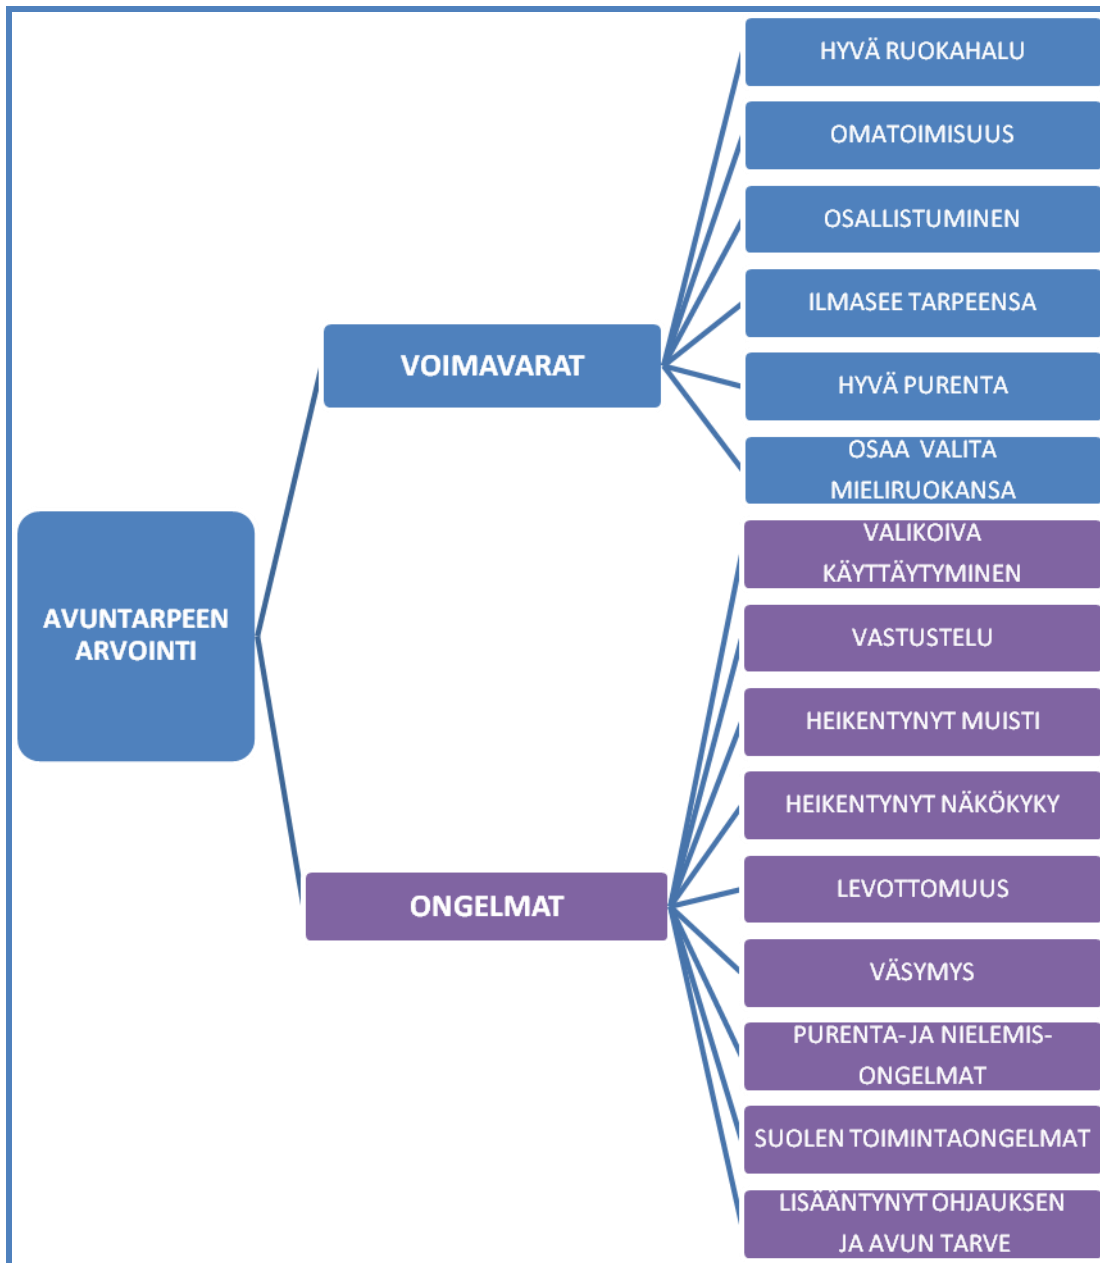 HYVÄ RUOKAHALU
OMATOIMISUUS
OSALLISTUMINEN
ILMASEE TARPEENSA
VOIMAVARAT
HYVÄ PURENTA
OSAA VALITA
MIELIRUOKANSA
AVUNTARPEEN
ARVOINTI
VALIKOIVA
KÄYTTÄYTYMINEN
VASTUSTELU
HEIKENTYNYT MUISTI
HEIKENTYNYT NÄKÖKYKY
LEVOTTOMUUS
ONGELMAT
VÄSYMYS
PURENTA- JA NIELEMIS-
ONGELMAT
SUOLEN TOIMINTAONGELMAT
LISÄÄNTYNYT OHJAUKSEN
JA AVUN TARVE